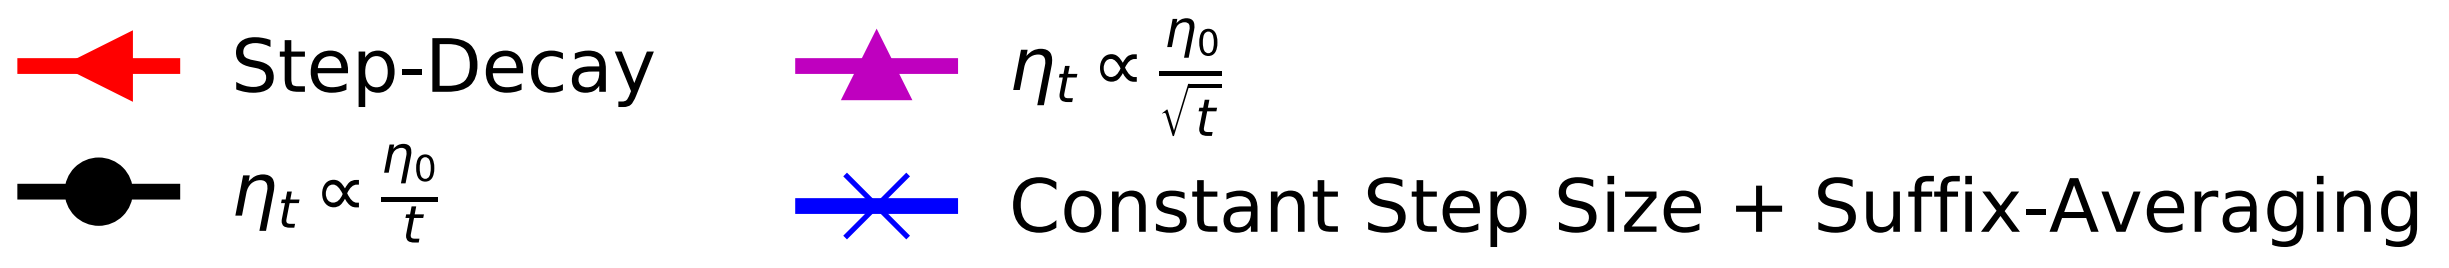 Step-Decay
η_t ∝ η_0/√t
η_t ∝ η_0/t
Constant Step Size + Suffix-Averaging